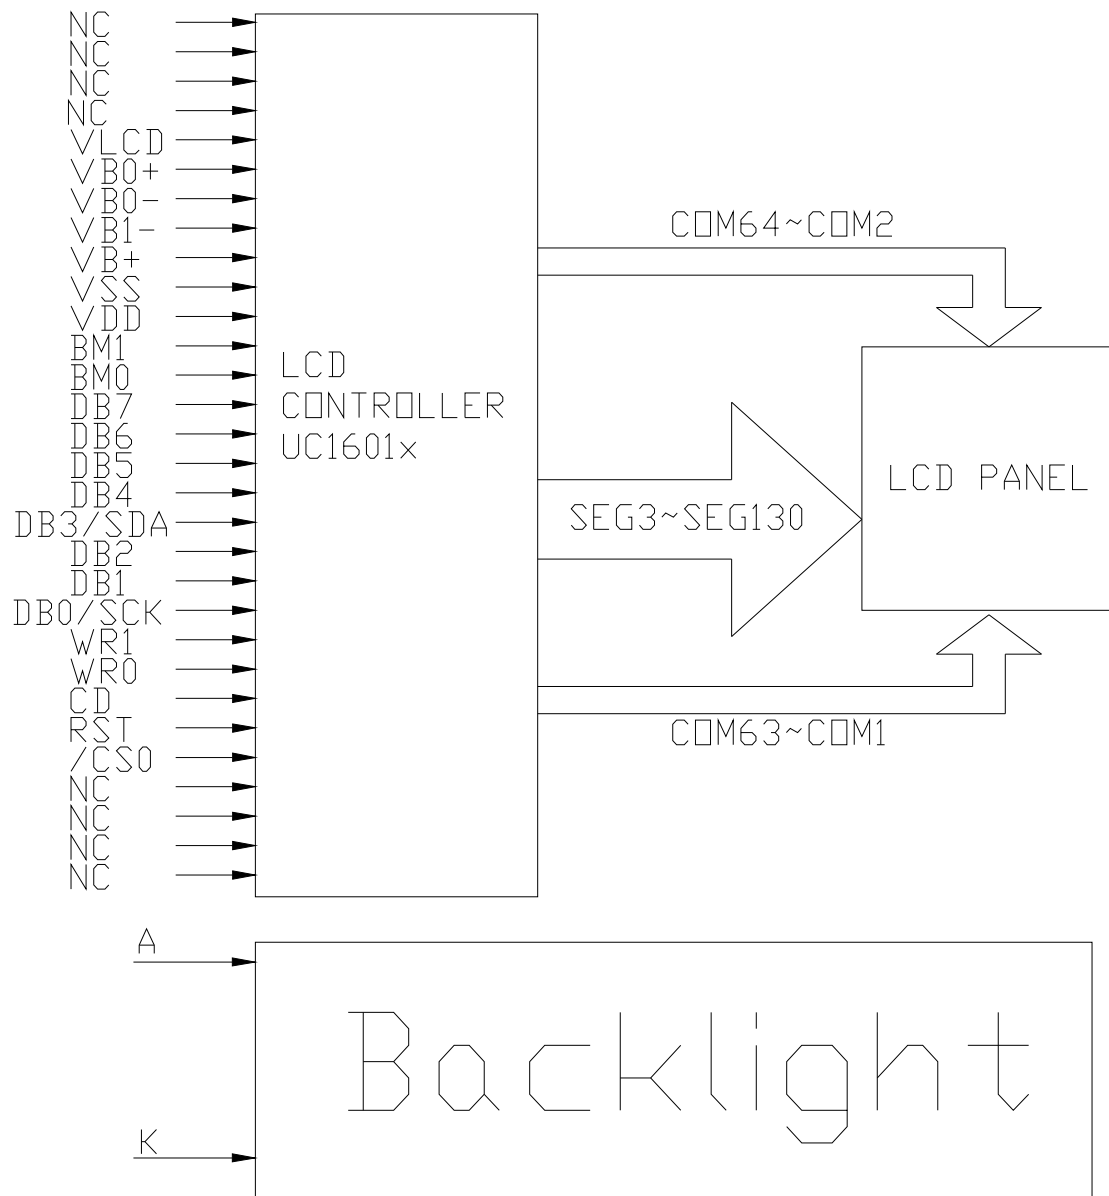 NC
NC
NC
NC
VLCD
VB0+
VB0-
VB1-
VB+
VSS
VDD
BM1
BM0
DB7
DB6
DB5
DB4
DB3/SDA
DB2
DB1
DB0/SCK
WR1
WR0
CD
RST
/CS0
NC
NC
NC
NC
LCD
CONTROLLER
UC1601x
COM64~COM2
SEG3~SEG130
COM63~COM1
LCD PANEL
A
K
Backlight